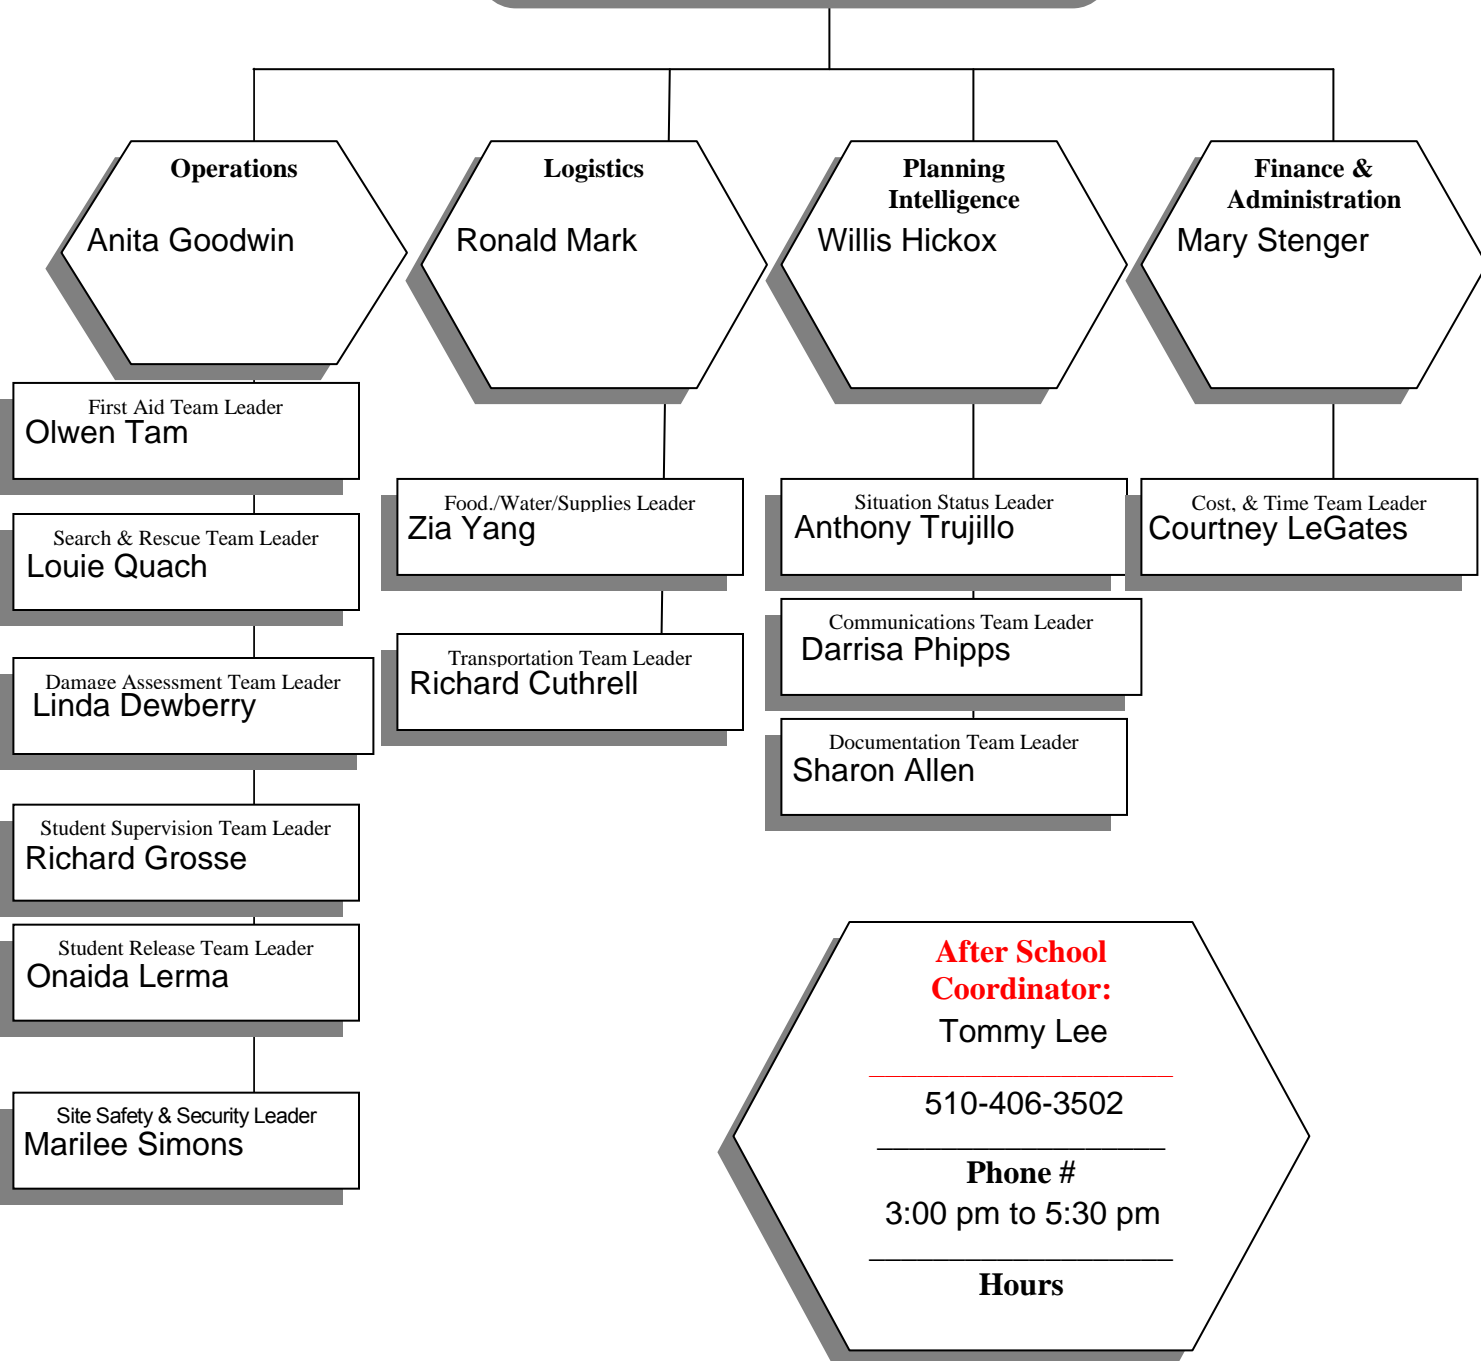 Operations
Anita Goodwin
Logistics
Ronald Mark
Planning
Intelligence
Willis Hickox
Finance &
Administration
Mary Stenger
First Aid Team Leader
Olwen Tam
Search & Rescue Team Leader
Louie Quach
Damage Assessment Team Leader
Linda Dewberry
Student Supervision Team Leader
Richard Grosse
Student Release Team Leader
Onaida Lerma
Site Safety & Security Leader
Marilee Simons
Food./Water/Supplies Leader
Zia Yang
Transportation Team Leader
Richard Cuthrell
Situation Status Leader
Anthony Trujillo
Communications Team Leader
Darrisa Phipps
Documentation Team Leader
Sharon Allen
Cost, & Time Team Leader
Courtney LeGates
After School
Coordinator:
Tommy Lee
510-406-3502
Phone #
3:00 pm to 5:30 pm
Hours